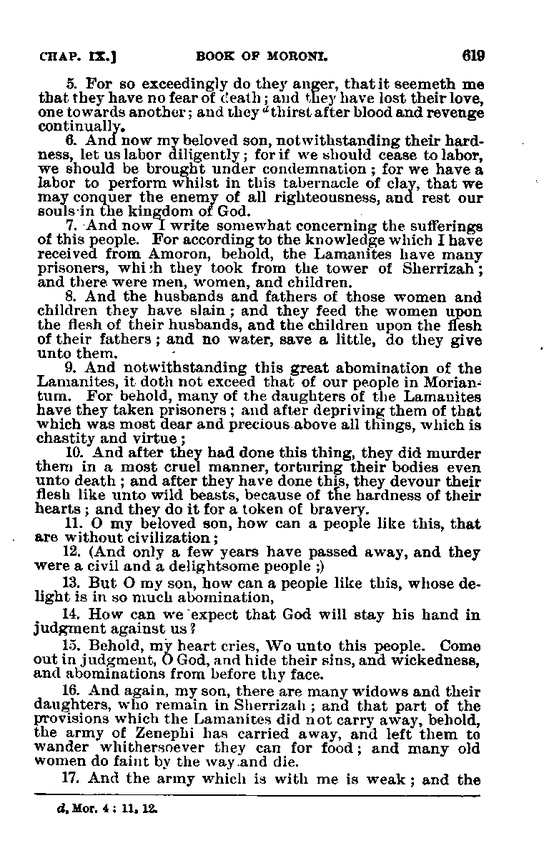 CHAP. IX.] BOOK OF MORONI. 619
5. For so exceedingly do they anger, that it seemeth me
that they have no fear of death; and they have lost their love,
one towards another; and they d thirst after blood and revenge
continually.
6. And now my beloved son, notwithstanding their hard-
ness, let us labor diligently; for if we should cease to labor,
we should be brought under condemnation; for we have a
labor to perform whilst in this tabernacle of clay, that we
may conquer the enemy of all righteousness, and rest our
souls in the kingdom of God.
7. And now I write somewhat concerning the sufferings
of this people. For according to the knowledge which I have
received from Amoron, behold, the Lamanites have many
prisoners, which they took from the tower of Sherrizah;
and there were men, women, and children.
8. And the husbands and fathers of those women and
children they have slain; and they feed the women upon
the flesh of their husbands, and the children upon the flesh
of their fathers; and no water, save a little, do they give
unto them.
9. And notwithstanding this great abomination of the
Lamanites, it doth not exceed that of our people in Morian-
tum. For behold, many of the daughters of the Lamanites
have they taken prisoners; and after depriving them of that
which was most dear and precious above all things, which is
chastity and virtue;
10. And after they had done this thing, they did murder
them in a most cruel manner, torturing their bodies even
unto death; and after they have done this, they devour their
flesh like unto wild beasts, because of the hardness of their
hearts; and they do it for a token of bravery.
11. O my beloved son, how can a people like this, that
are without civilization;
12. (And only a few years have passed away, and they
were a civil and a delightsome people;)
13. But O my son, how can a people like this, whose de-
light is in so much abomination,
14. How can we expect that God will stay his hand in
judgment against us?
15. Behold, my heart cries, Wo unto this people. Come
out in judgment, O God, and hide their sins, and wickedness,
and abominations from before thy face.
16. And again, my son, there are many widows and their
daughters, who remain in Sherrizah; and that part of the
provisions which the Lamanites did not carry away, behold,
the army of Zenephi has carried away, and left them to
wander whithersoever they can for food; and many old
women do faint by the way and die.
17. And the army which is with me is weak; and the
d, Mor. 4: 11, 12.